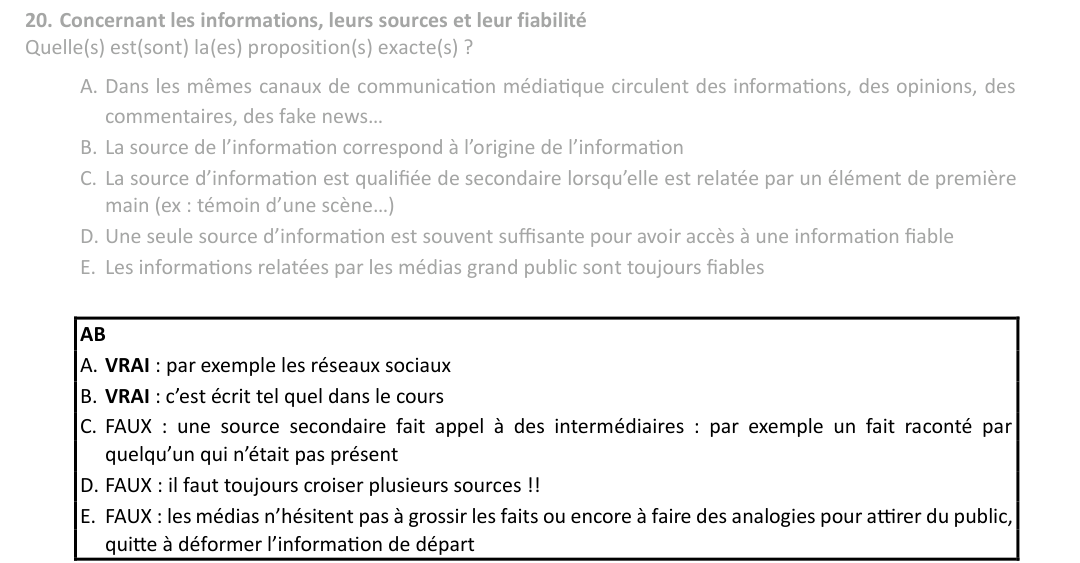 20. Concernant les informations, leurs sources et leur fiabilité
Quelle(s) est(sont) la(es) proposition(s) exacte(s) ?
A. Dans les mêmes canaux de communication médiatique circulent des informations, des opinions, des
commentaires, des fake news…
B. La source de l’information correspond à l’origine de l’information
C. La source d’information est qualifiée de secondaire lorsqu’elle est relatée par un élément de première
main (ex : témoin d’une scène…)
D. Une seule source d’information est souvent suffisante pour avoir accès à une information fiable
E. Les informations relatées par les médias grand public sont toujours fiables
AB
A. VRAI : par exemple les réseaux sociaux
B. VRAI : c’est écrit tel quel dans le cours
C. FAUX : une source secondaire fait appel à des intermédiaires : par exemple un fait raconté par
quelqu’un qui n’était pas présent
D. FAUX : il faut toujours croiser plusieurs sources !!
E. FAUX : les médias n’hésitent pas à grossir les faits ou encore à faire des analogies pour attirer du public,
quitte à déformer l’information de départ